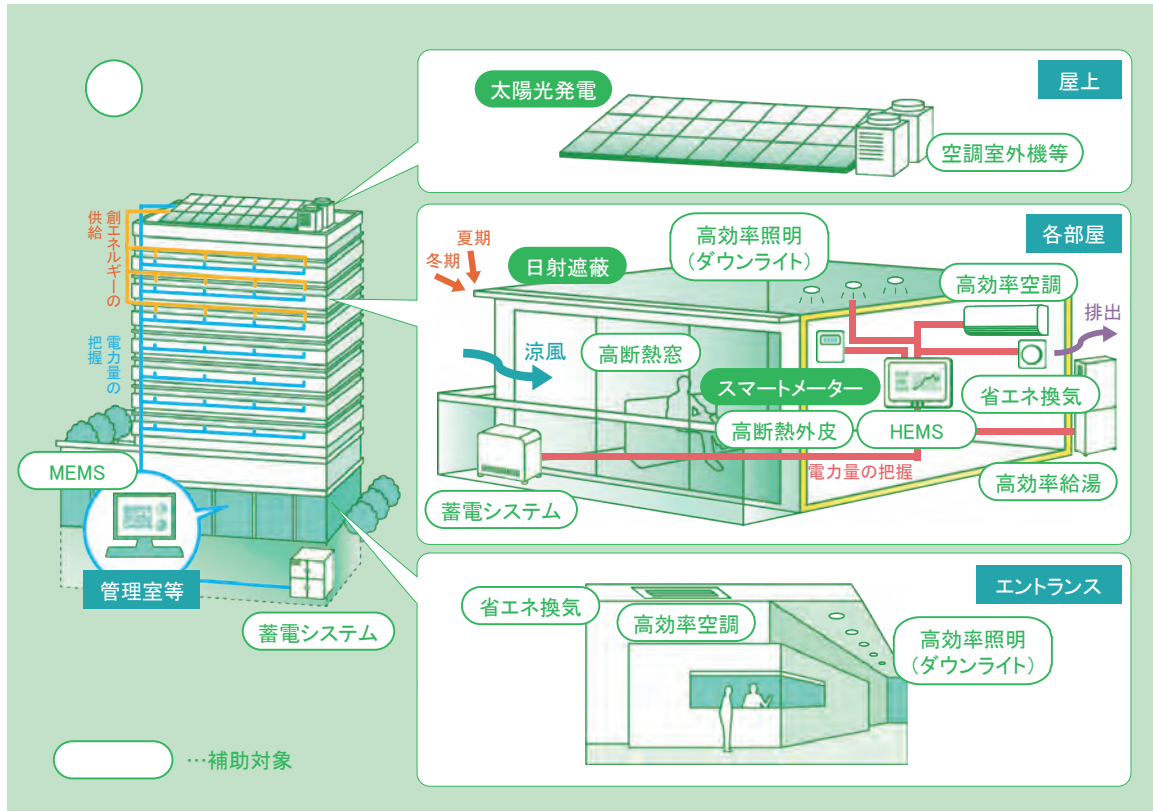 屋上
太陽光発電
空調室外機等
創エネルギーの
供給
電力量の
把握
MEMS
管理室等
蓄電システム
各部屋
夏期
冬期
日射遮蔽
高効率照明
（ダウンライト）
高効率空調
排出
涼風
高断熱窓
スマートメーター
省エネ換気
高断熱外皮
HEMS
電力量の把握
高効率給湯
蓄電システム
エントランス
省エネ換気
高効率空調
高効率照明
（ダウンライト）
…補助対象